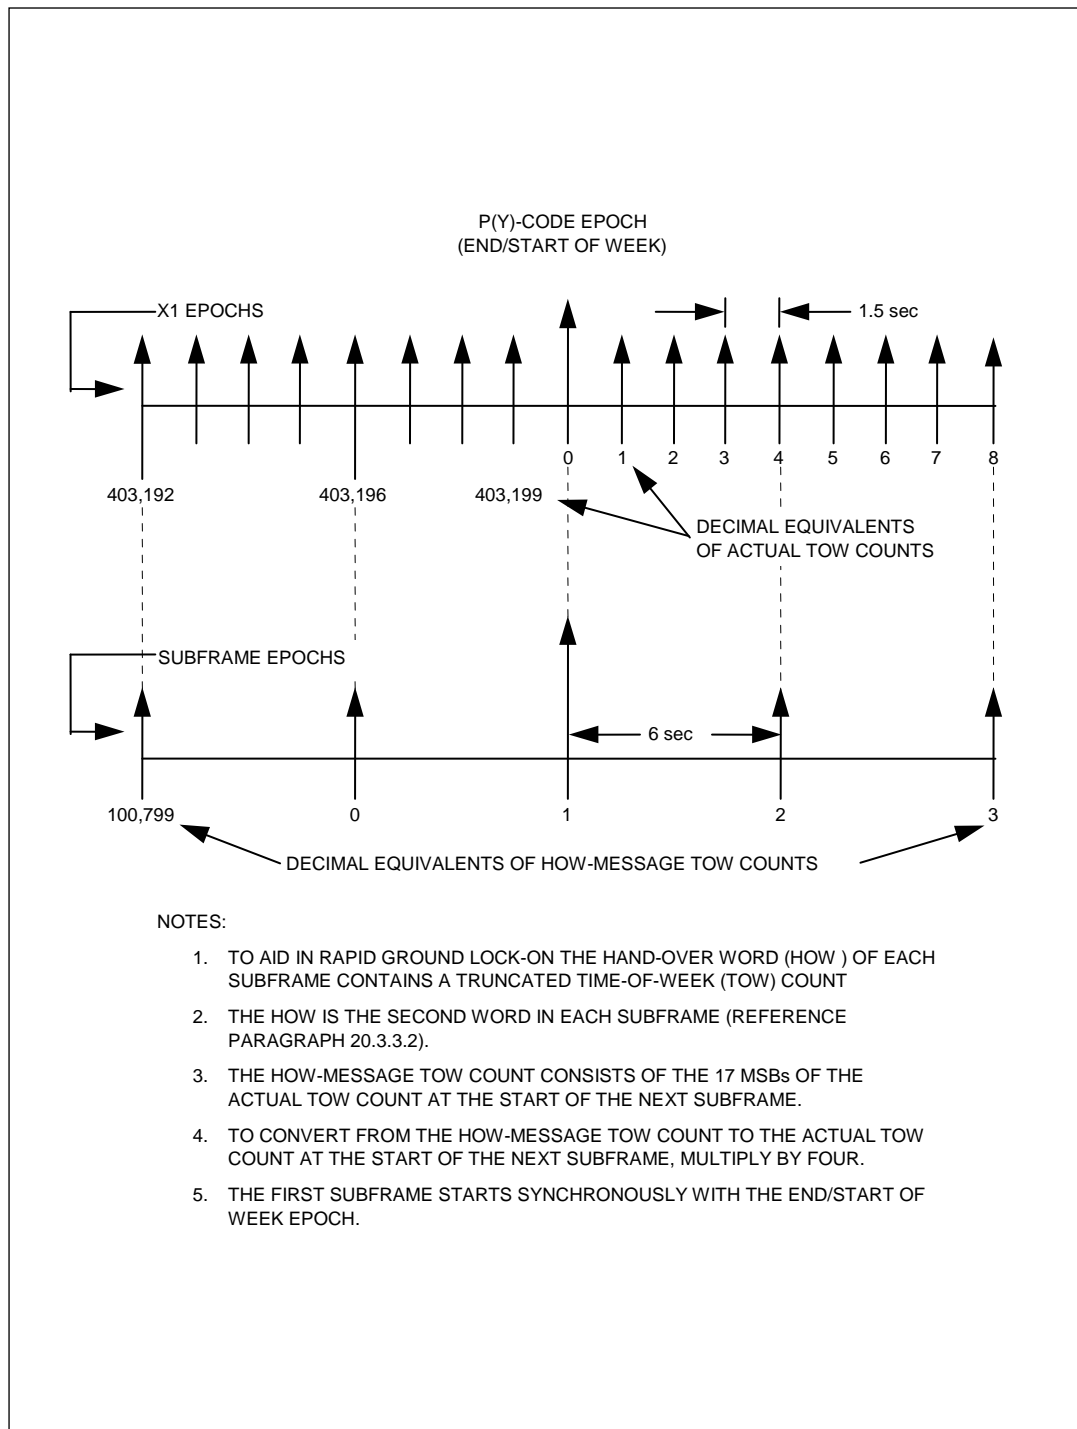 P(Y)-CODE EPOCH
(END/START OF WEEK)
X1 EPOCHS
1.5 sec
0 1 2 3 4 5 6 7 8
403,192 403,196 403,199
DECIMAL EQUIVALENTS
OF ACTUAL TOW COUNTS
SUBFRAME EPOCHS
6 sec
100,799 0 1 2 3
DECIMAL EQUIVALENTS OF HOW-MESSAGE TOW COUNTS
NOTES:
1. TO AID IN RAPID GROUND LOCK-ON THE HAND-OVER WORD (HOW ) OF EACH
SUBFRAME CONTAINS A TRUNCATED TIME-OF-WEEK (TOW) COUNT
2. THE HOW IS THE SECOND WORD IN EACH SUBFRAME (REFERENCE
PARAGRAPH 20.3.3.2).
3. THE HOW-MESSAGE TOW COUNT CONSISTS OF THE 17 MSBs OF THE
ACTUAL TOW COUNT AT THE START OF THE NEXT SUBFRAME.
4. TO CONVERT FROM THE HOW-MESSAGE TOW COUNT TO THE ACTUAL TOW
COUNT AT THE START OF THE NEXT SUBFRAME, MULTIPLY BY FOUR.
5. THE FIRST SUBFRAME STARTS SYNCHRONOUSLY WITH THE END/START OF
WEEK EPOCH.